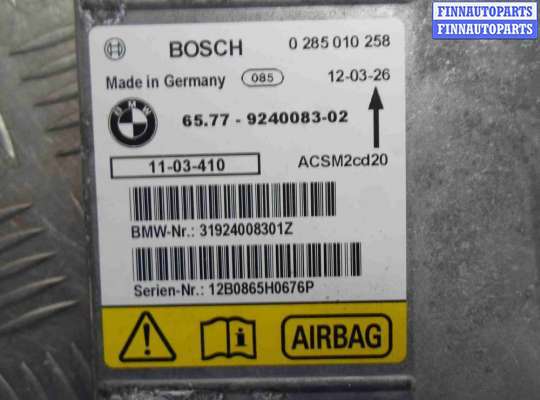 FINNAUTOPARTS
FINNAUTOPARTS
BOSCH 0 285 010 258
Made in Germany 085 12-03-26
BMW
65.77 - 9240083-02
11-03-410 ACSM2cd20
BMW-Nr.: 31924008301Z
Serien-Nr.: 12B0865H0676P
i AIRBAG